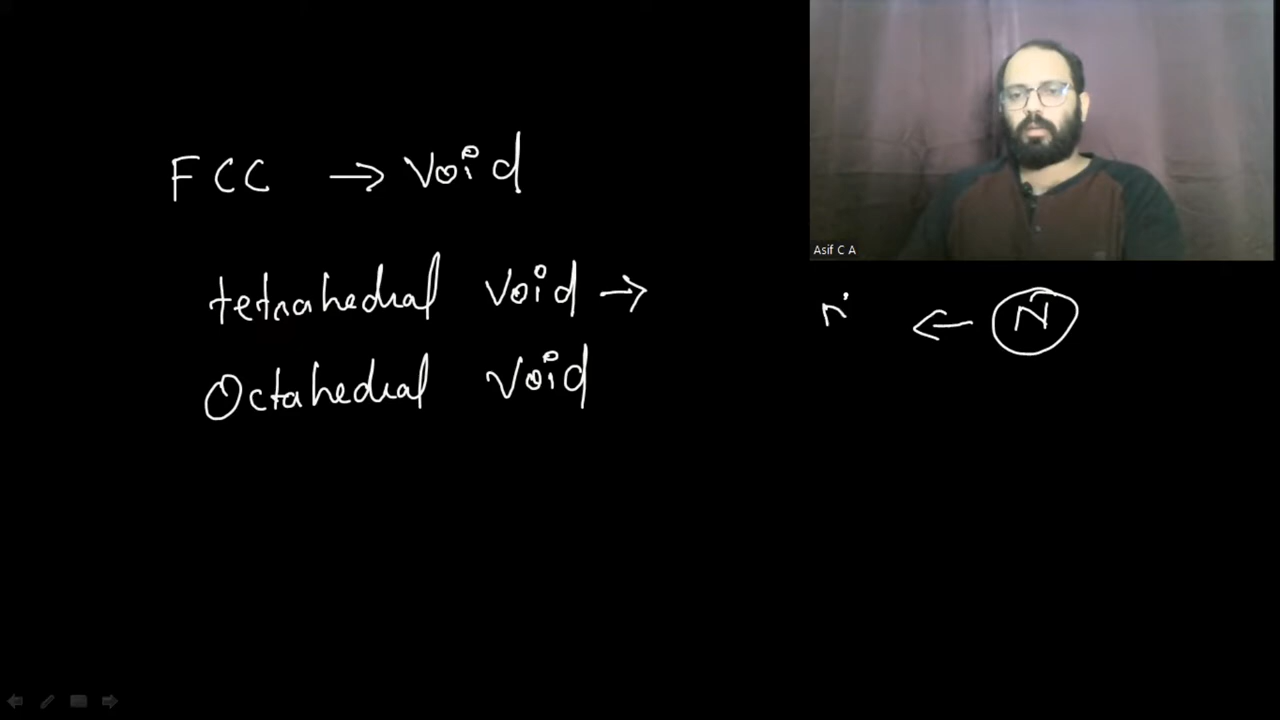 FCC → Void
Asif C A
tetrahedral Void →
← N
Octahedral Void